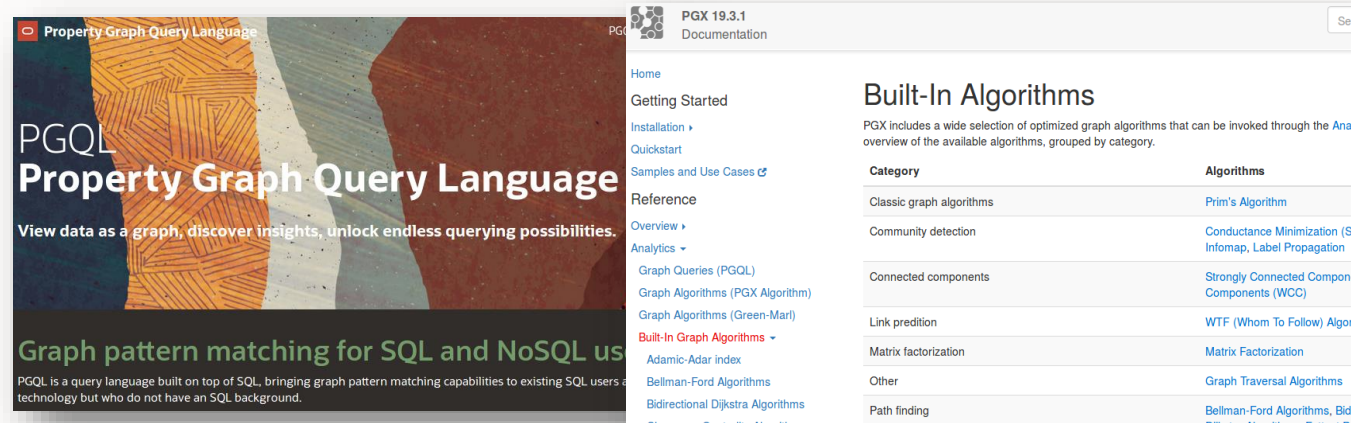 Property Graph Query Language
PGQL
Property Graph Query Language
View data as a graph, discover insights, unlock endless querying possibilities.
Graph pattern matching for SQL and NoSQL
PGQL is a query language built on top of SQL, bringing graph pattern matching capabilities to existing SQL users
technology but who do not have an SQL background.
PGX 19.3.1
Documentation
Home
Getting Started
Installation
Quickstart
Samples and Use Cases
Reference
Overview
Analytics
Graph Queries (PGQL)
Graph Algorithms (PGX Algorithm)
Graph Algorithms (Green-Marl)
Built-In Graph Algorithms
Adamic-Adar index
Bellman-Ford Algorithms
Bidirectional Dijkstra Algorithms
Built-In Algorithms
PGX includes a wide selection of optimized graph algorithms that can be invoked through the
overview of the available algorithms, grouped by category.
Category Algorithms
Classic graph algorithms Prim's Algorithm
Community detection Conductance Minimization
Infomap, Label Propagation
Connected components Strongly Connected
Components (WCC)
Link predition WTF (Whom To Follow)
Matrix factorization Matrix Factorization
Other Graph Traversal Algorithms
Path finding Bellman-Ford Algorithms,